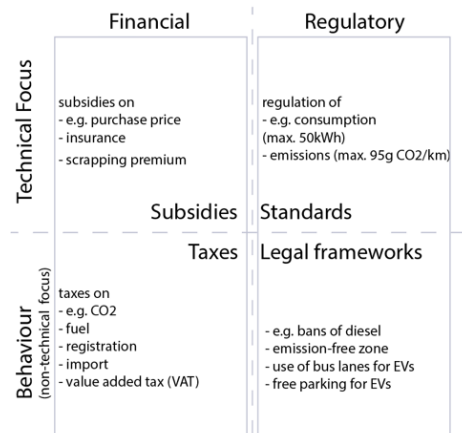 Financial
Regulatory
Technical Focus
subsidies on
- e.g. purchase price
- insurance
- scrapping premium
Subsidies
regulation of
- e.g. consumption
(max. 50kWh)
- emissions (max. 95g CO2/km)
Standards
Behaviour
(non-technical focus)
Taxes
taxes on
- e.g. CO2
- fuel
- registration
- import
- value added tax (VAT)
Legal frameworks
- e.g. bans of diesel
- emission-free zone
- use of bus lanes for EVs
- free parking for EVs